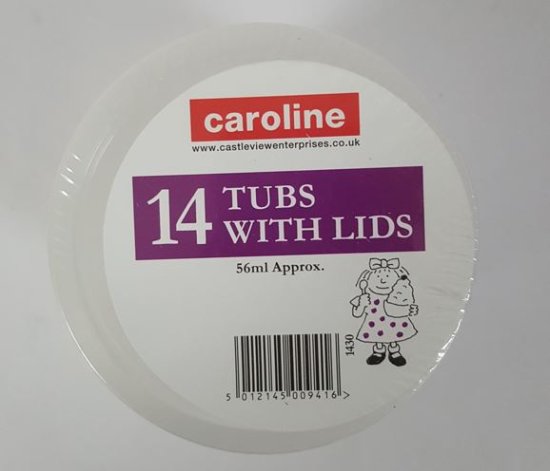 caroline
www.castleviewenterprises.co.uk
14 TUBS
WITH LIDS
56ml Approx.
1430
5 012145 009416 >